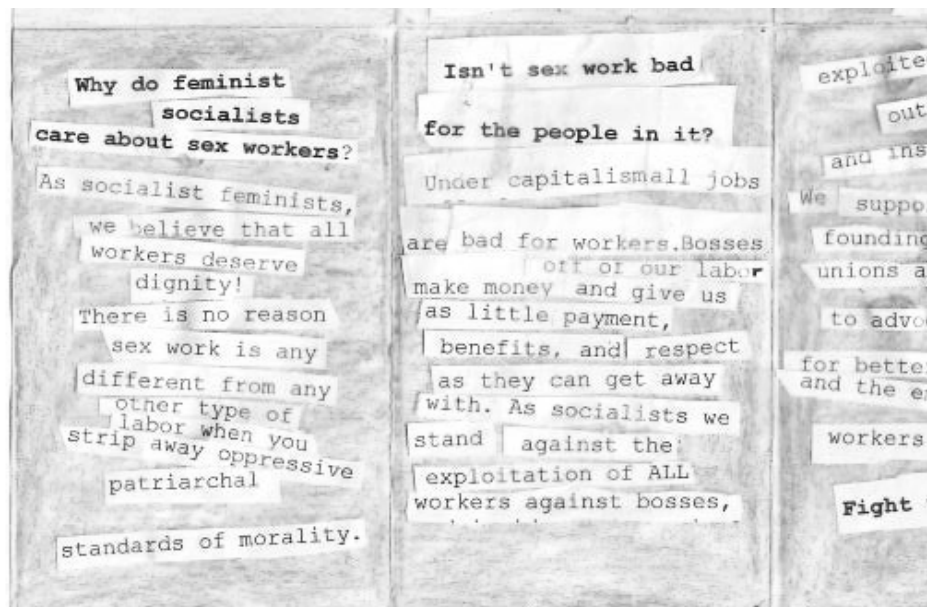 Why do feminist
socialists
care about sex workers?
As socialist feminists,
we believe that all
workers deserve
dignity!
There is no reason
sex work is any
different from any
other type of
labor when you
strip away oppressive
patriarchal
standards of morality.
Isn't sex work bad
for the people in it?
Under capitalismall jobs
are bad for workers.Bosses
make money off of our labor
and give us
as little payment,
benefits, and respect
as they can get away
with. As socialists we
stand against the
exploitation of ALL
workers against bosses,
exploite
out
and ins
We suppo
founding
unions a
to advo
for better
and the e
workers
Fight